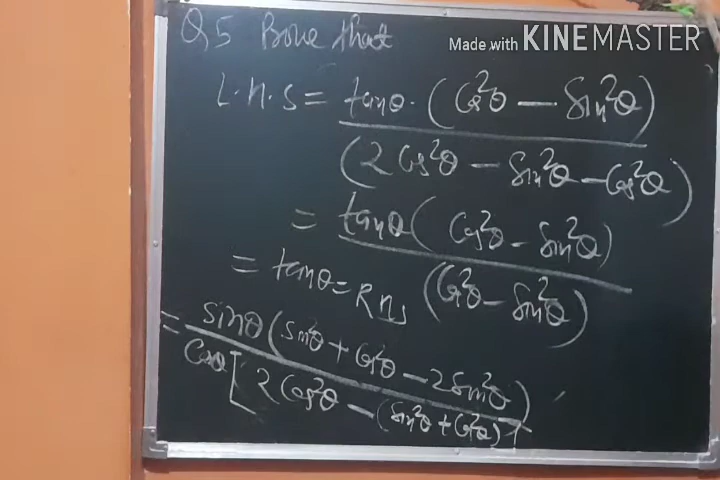 Q5 Prove that
Made with KINEMASTER
L.H.S = tanθ.(Cos²θ – Sin²θ)
(2Cos²θ – Sin²θ – Cos²θ)
= tanθ(Cos²θ – Sin²θ)
(Cos²θ – Sin²θ)
= tanθ = RHS
= sinθ(Sin²θ + Cos²θ – 2Sin²θ)
Cosθ[2Cos²θ – (Sin²θ + Cos²θ)]